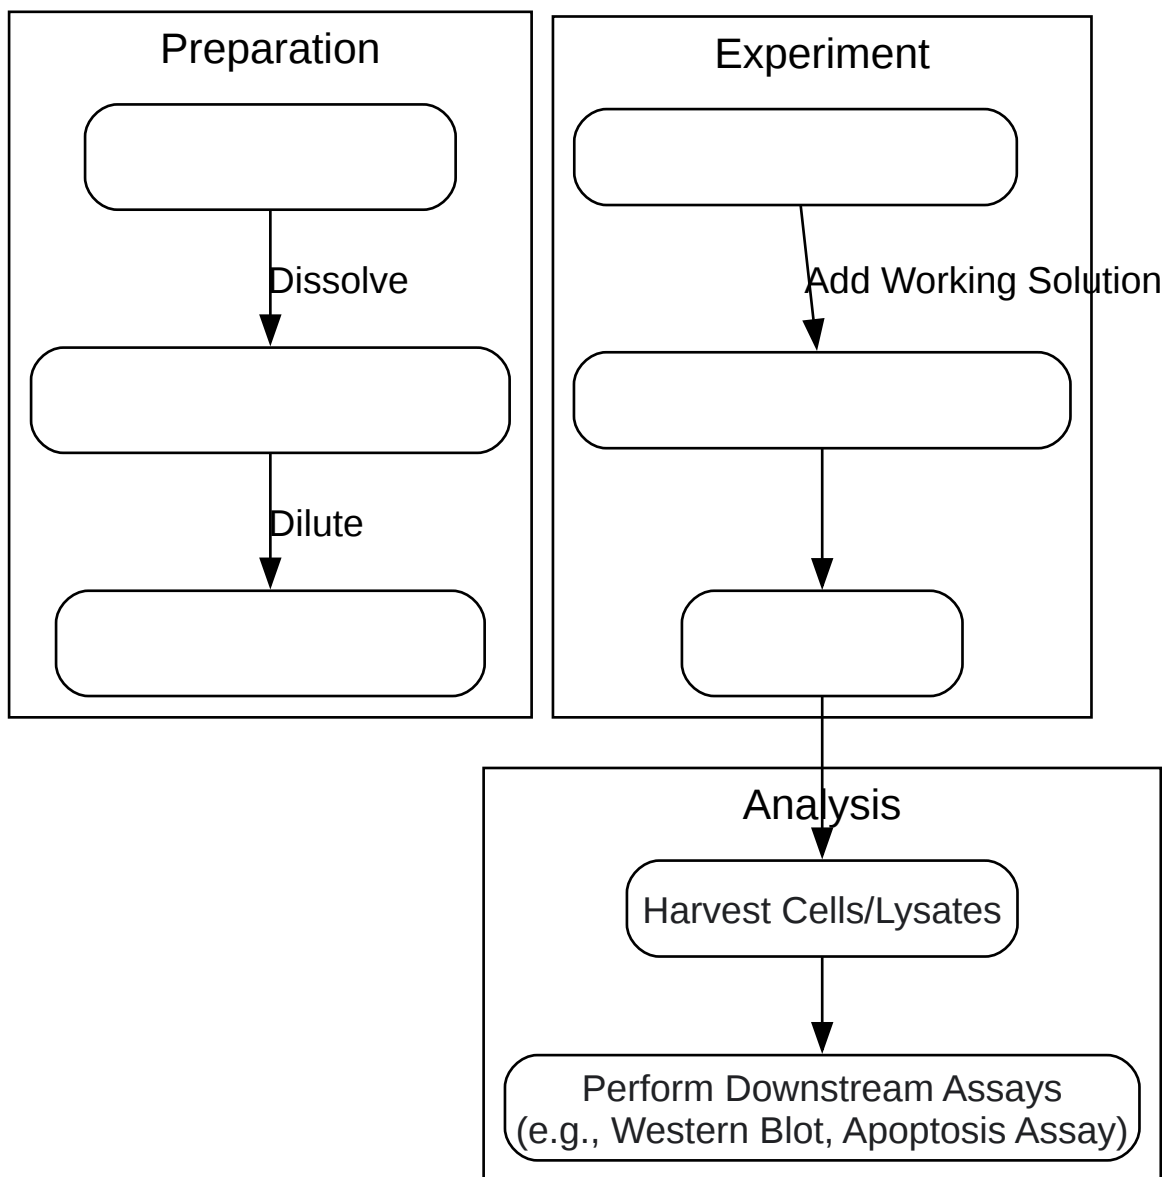 Preparation
Dissolve
Dilute
Experiment
Add Working Solution
Analysis
Harvest Cells/Lysates
Perform Downstream Assays
(e.g., Western Blot, Apoptosis Assay)